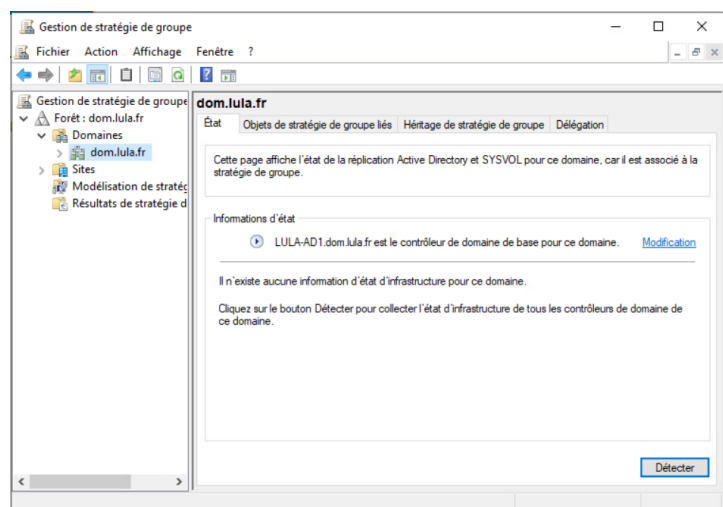 Gestion de stratégie de groupe
Fichier Action Affichage Fenêtre ?
Gestion de stratégie de groupe
Forêt : dom.lula.fr
Domaines
dom.lula.fr
Sites
Modélisation de stratég
Résultats de stratégie d
dom.lula.fr
État Objets de stratégie de groupe liés Héritage de stratégie de groupe Délégation
Cette page affiche l'état de la réplication Active Directory et SYSVOL pour ce domaine, car il est associé à la
stratégie de groupe.
Informations d'état
LULA-AD1.dom.lula.fr est le contrôleur de domaine de base pour ce domaine. Modification
Il n'existe aucune information d'état d'infrastructure pour ce domaine.
Cliquez sur le bouton Détecter pour collecter l'état d'infrastructure de tous les contrôleurs de domaine de
ce domaine.
Détecter